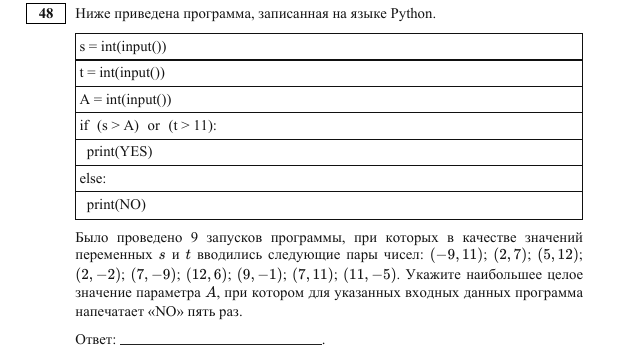 48 Ниже приведена программа, записанная на языке Python.
s = int(input())
t = int(input())
A = int(input())
if (s > A) or (t > 11):
print(YES)
else:
print(NO)
Было проведено 9 запусков программы, при которых в качестве значений
переменных s и t вводились следующие пары чисел: (−9, 11); (2, 7); (5, 12);
(2, −2); (7, −9); (12, 6); (9, −1); (7, 11); (11, −5). Укажите наибольшее целое
значение параметра A, при котором для указанных входных данных программа
напечатает «NO» пять раз.
Ответ: ______________________________.